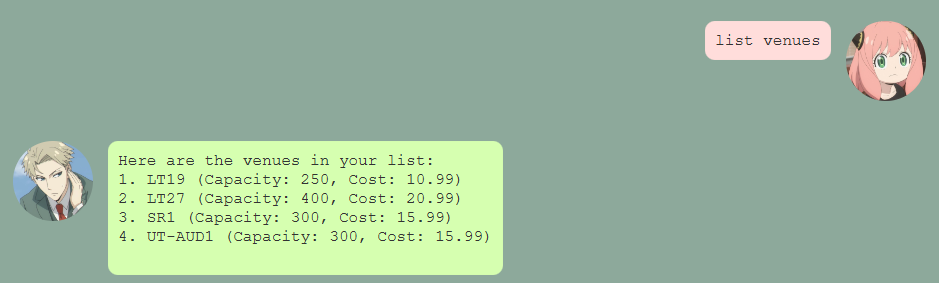 list venues
Here are the venues in your list:
1. LT19 (Capacity: 250, Cost: 10.99)
2. LT27 (Capacity: 400, Cost: 20.99)
3. SR1 (Capacity: 300, Cost: 15.99)
4. UT-AUD1 (Capacity: 300, Cost: 15.99)